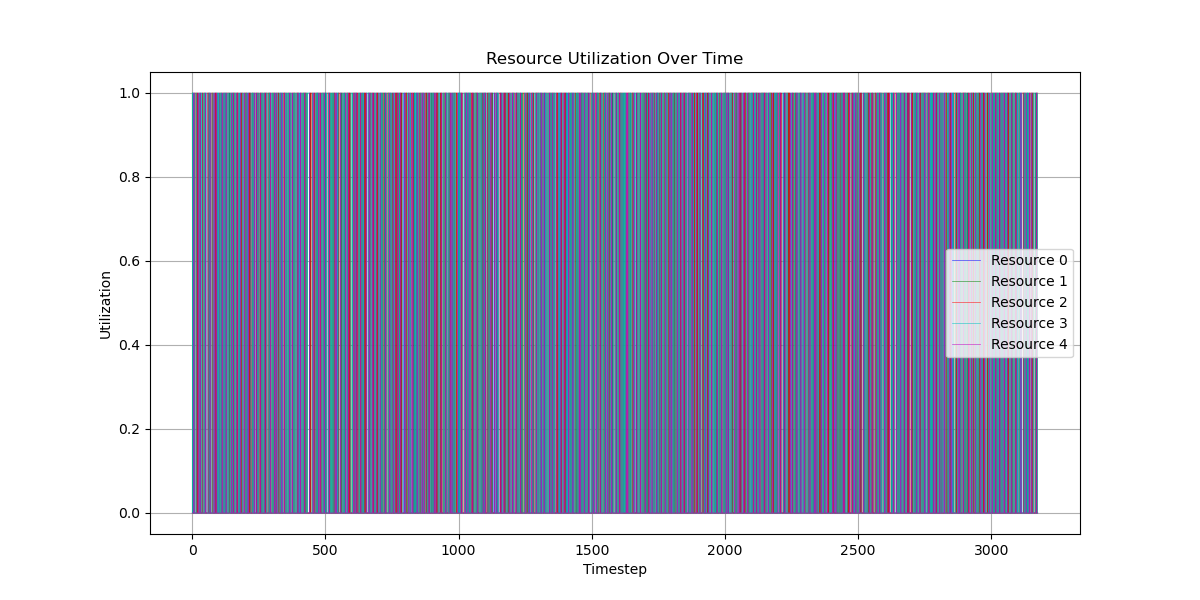 Resource Utilization Over Time
1.0
0.8
0.6
0.4
0.2
0.0
Utilization
Resource 0
Resource 1
Resource 2
Resource 3
Resource 4
0 500 1000 1500 2000 2500 3000
Timestep